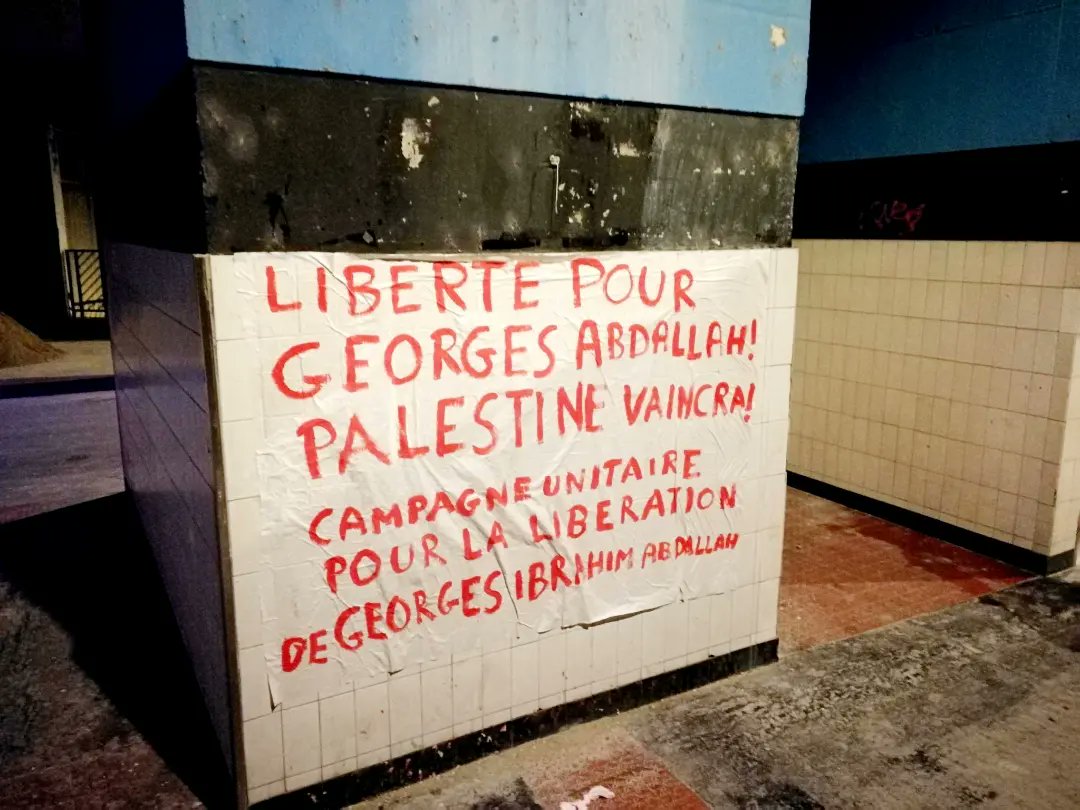 LIBERTE POUR
GEORGES ABDALLAH!
PALESTINE VAINCRA!
CAMPAGNE UNITAIRE
POUR LA LIBERATION
DE GEORGES IBRAHIM ABDALLAH